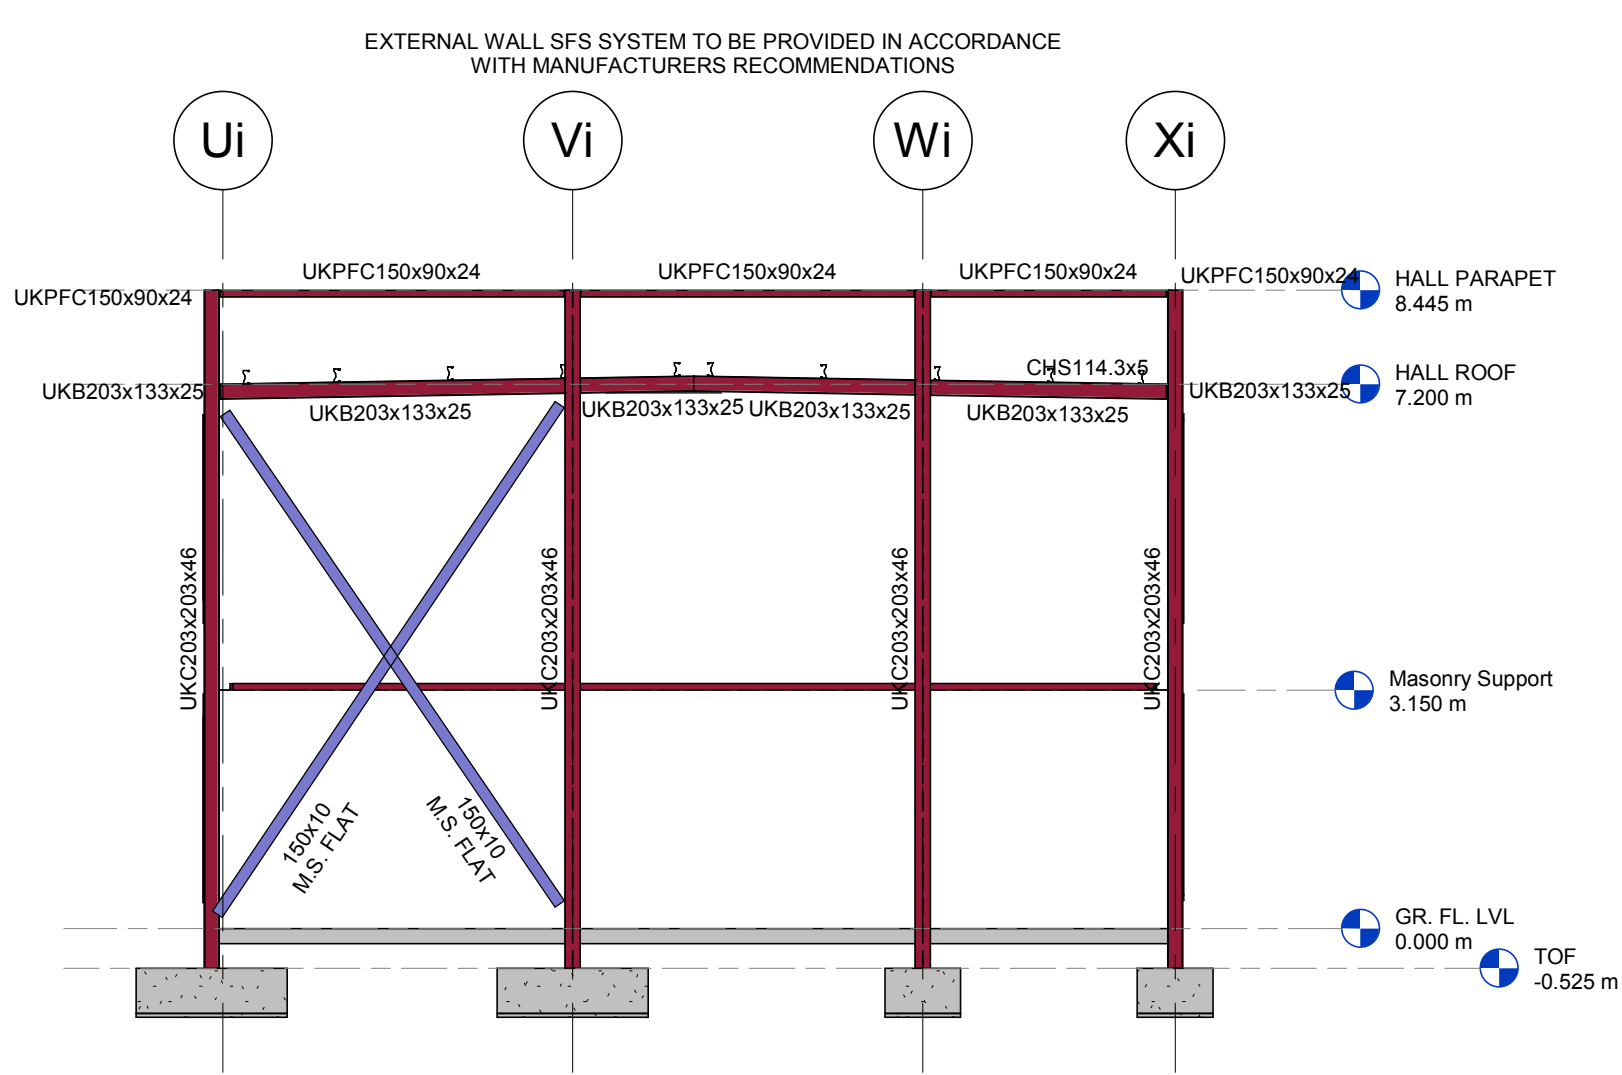 EXTERNAL WALL SFS SYSTEM TO BE PROVIDED IN ACCORDANCE
WITH MANUFACTURERS RECOMMENDATIONS
Ui
Vi
Wi
Xi
UKPFC150x90x24
UKPFC150x90x24
UKPFC150x90x24
UKPFC150x90x24
UKPFC150x90x24
HALL PARAPET
8.445 m
CHS114.3x5
HALL ROOF
7.200 m
UKB203x133x25
UKB203x133x25
UKB203x133x25
UKB203x133x25
UKB203x133x25
UKB203x133x25
UKC203x203x46
UKC203x203x46
UKC203x203x46
UKC203x203x46
Masonry Support
3.150 m
150x10
M.S. FLAT
150x10
M.S. FLAT
GR. FL. LVL
0.000 m
TOF
-0.525 m